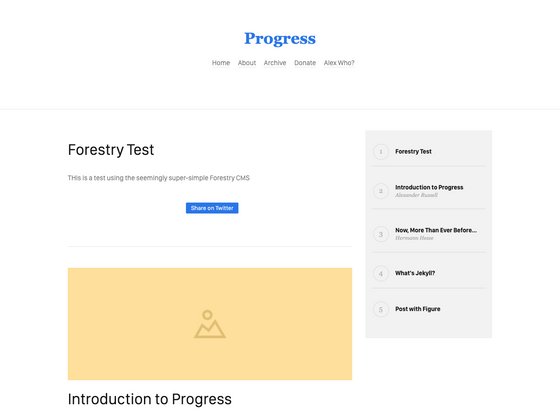 Progress
Home About Archive Donate Alex Who?
Forestry Test
THis is a test using the seemingly super-simple Forestry CMS
Share on Twitter
Introduction to Progress
1 Forestry Test
2 Introduction to Progress
Alexander Russell
3 Now, More Than Ever Before...
Hermann Hesse
4 What's Jekyll?
5 Post with Figure